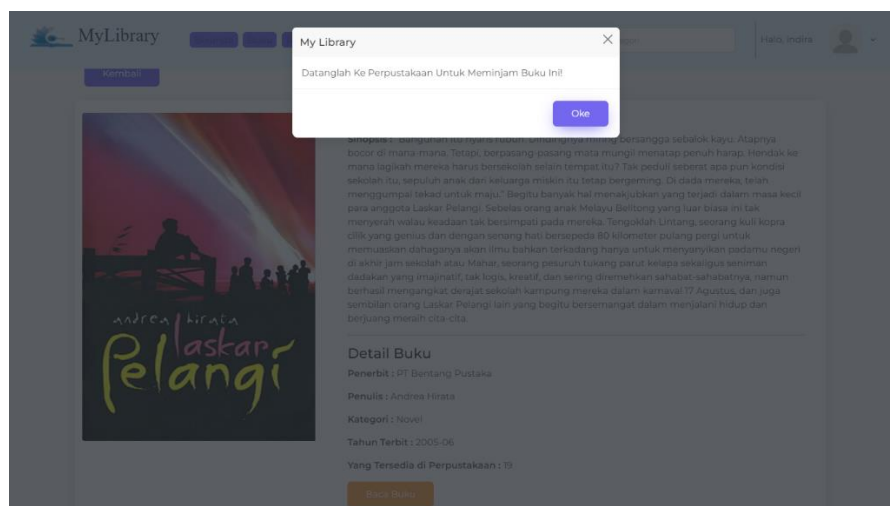 MyLibrary
Halo, indira
My Library
Datanglah Ke Perpustakaan Untuk Meminjam Buku Ini!
Oke
Kembali
Sinopsis : "Bangunan itu nyaris rubuh. Dindingnya miring bersangga sebalok kayu. Atapnya
bocor di mana-mana. Tetapi, berpasang-pasang mata mungil menatap penuh harap. Hendak ke
mana lagikah mereka harus bersekolah selain tempat itu? Tak peduli seberat apa pun kondisi
sekolah itu, sepuluh anak dari keluarga miskin itu tetap bergeming. Di dada mereka, telah
menggumpal tekad untuk maju." Begitu banyak hal menakjubkan yang terjadi dalam masa kecil
para anggota Laskar Pelangi. Sebelas orang anak Melayu Belitong yang luar biasa ini tak
menyerah walau keadaan tak bersimpati pada mereka. Tengoklah Lintang, seorang kuli kopra
cilik yang genius dan dengan senang hati bersepeda 80 kilometer pulang pergi untuk
memuaskan dahaganya akan ilmu bahkan terkadang hanya untuk menyanyikan padamu negeri
di akhir jam sekolah atau Mahar, seorang pesuruh tukang parut kelapa sekaligus seniman
dadakan yang imajinatif, tak logis, kreatif, dan sering diremehkan sahabat-sahabatnya, namun
berhasil mengangkat derajat sekolah kampung mereka dalam karnaval 17 Agustus, dan juga
sembilan orang Laskar Pelangi lain yang begitu bersemangat dalam menjalani hidup dan
berjuang meraih cita-cita.
andrea hirata
laskar
Pelangi
Detail Buku
Penerbit : PT Bentang Pustaka
Penulis : Andrea Hirata
Kategori : Novel
Tahun Terbit : 2005-06
Yang Tersedia di Perpustakaan : 19
Baca Buku